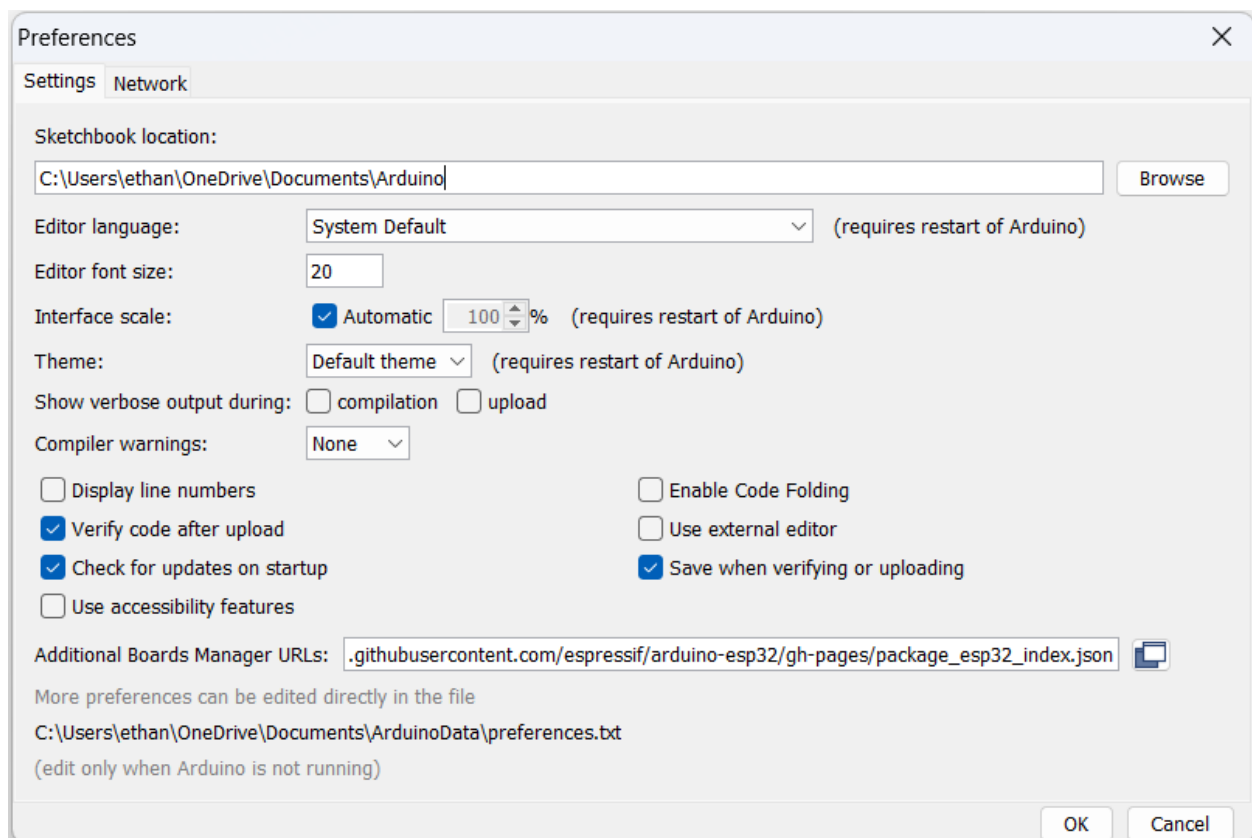 Preferences
Settings Network
Sketchbook location:
C:\Users\ethan\OneDrive\Documents\Arduino Browse
Editor language: System Default (requires restart of Arduino)
Editor font size: 20
Interface scale: Automatic 100 % (requires restart of Arduino)
Theme: Default theme (requires restart of Arduino)
Show verbose output during: compilation upload
Compiler warnings: None
Display line numbers Enable Code Folding
Verify code after upload Use external editor
Check for updates on startup Save when verifying or uploading
Use accessibility features
Additional Boards Manager URLs: .githubusercontent.com/espressif/arduino-esp32/gh-pages/package_esp32_index.json
More preferences can be edited directly in the file
C:\Users\ethan\OneDrive\Documents\ArduinoData\preferences.txt
(edit only when Arduino is not running)
OK Cancel